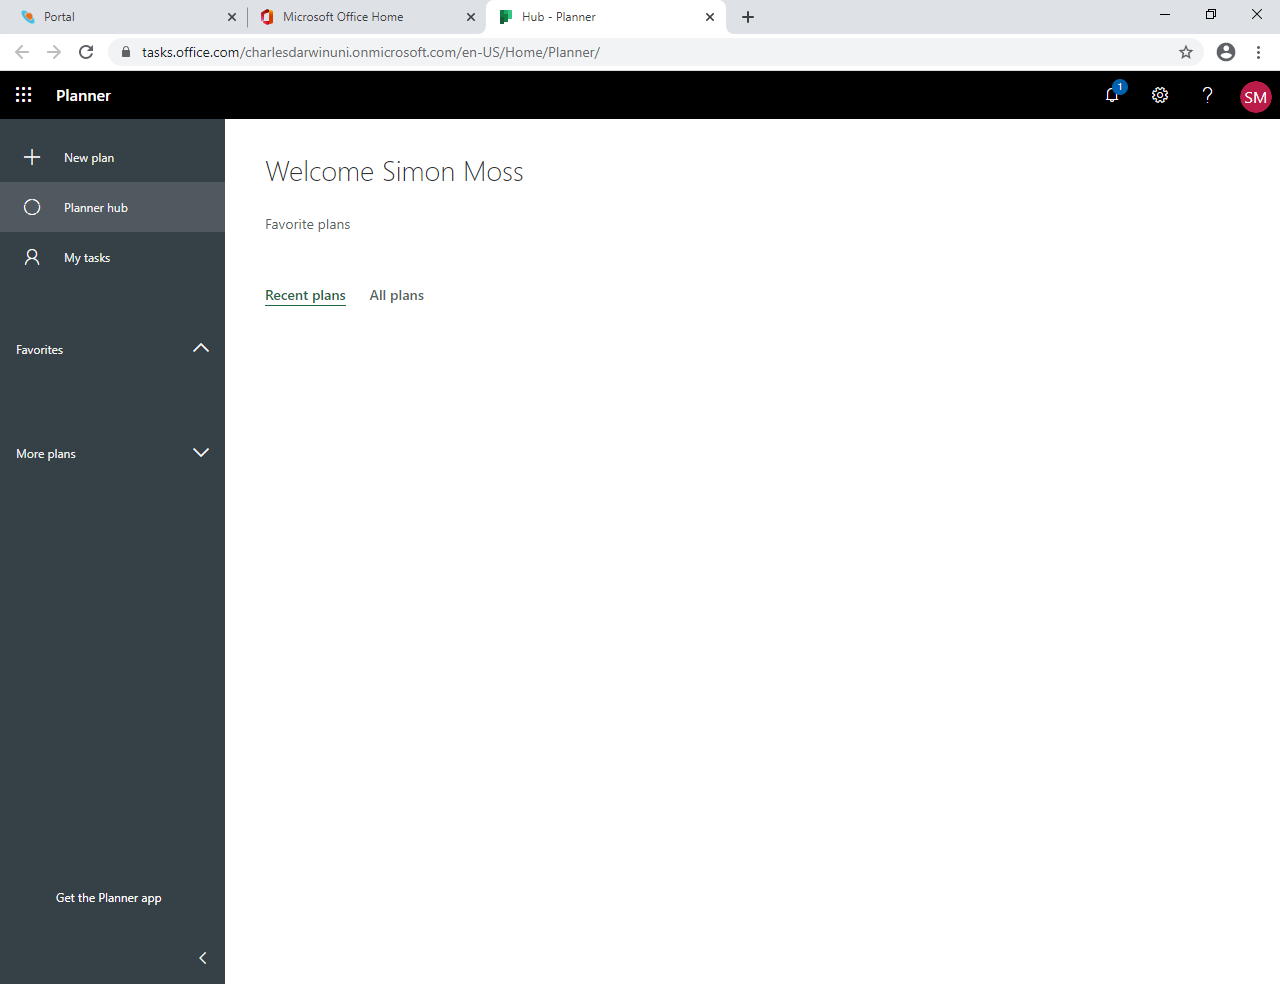 Portal
Microsoft Office Home
Hub - Planner
tasks.office.com/charlesdarwinuni.onmicrosoft.com/en-US/Home/Planner/
Planner
1
?
SM
New plan
Planner hub
My tasks
Favorites
More plans
Get the Planner app
Welcome Simon Moss
Favorite plans
Recent plans
All plans